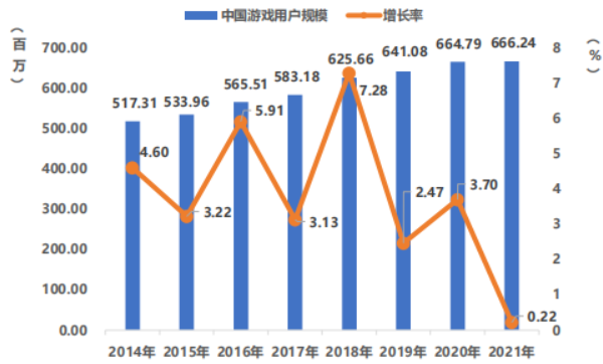 中国游戏用户规模 增长率
（百万） （%）
700.00 8
600.00 7
500.00 6
400.00 5
300.00 4
200.00 3
100.00 2
0.00 1
0
517.31 533.96 565.51 583.18 625.66 641.08 664.79 666.24
4.60 3.22 5.91 3.13 7.28 2.47 3.70 0.22
2014年 2015年 2016年 2017年 2018年 2019年 2020年 2021年